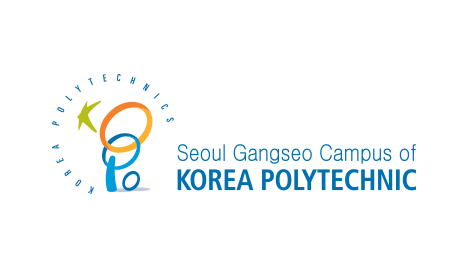 KOREA POLYTECHNICS
Seoul Gangseo Campus of
KOREA POLYTECHNIC